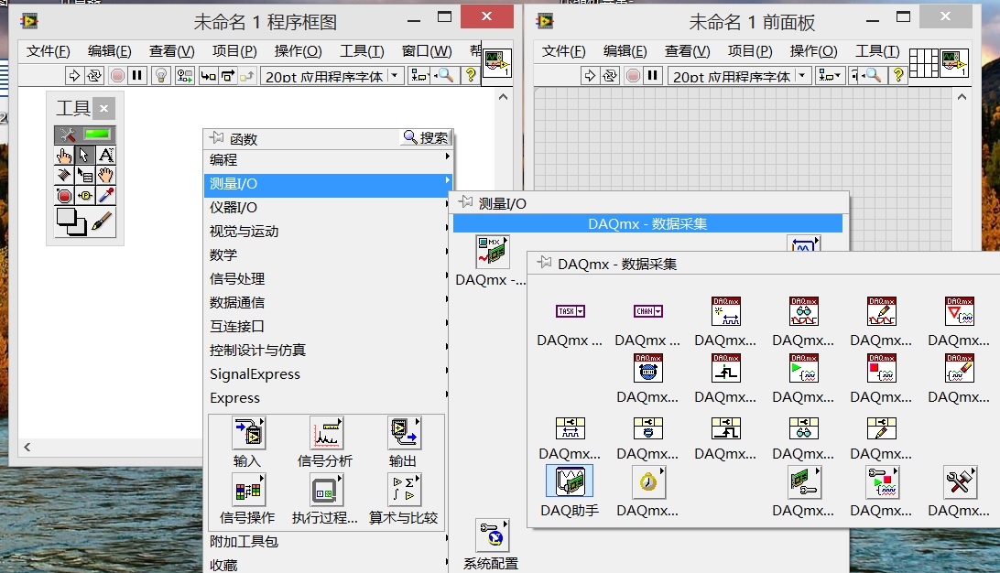 未命名 1 程序框图
文件(F) 编辑(E) 查看(V) 项目(P) 操作(O) 工具(T) 窗口(W) 帮
20pt 应用程序字体
未命名 1 前面板
文件(F) 编辑(E) 查看(V) 项目(P) 操作(O) 工具(T)
20pt 应用程序字体
工具
函数
搜索
编程
测量I/O
仪器I/O
视觉与运动
数学
信号处理
数据通信
互连接口
控制设计与仿真
SignalExpress
Express
输入 信号分析 输出
信号操作 执行过程... 算术与比较
附加工具包
收藏
测量I/O
DAQmx - 数据采集
DAQmx -...
系统配置
DAQmx - 数据采集
DAQmx ... DAQmx ... DAQmx... DAQmx... DAQmx... DAQmx...
DAQmx... DAQmx... DAQmx... DAQmx... DAQmx...
DAQmx... DAQmx... DAQmx... DAQmx... DAQmx...
DAQ助手 DAQmx... DAQmx... DAQmx... DAQmx...